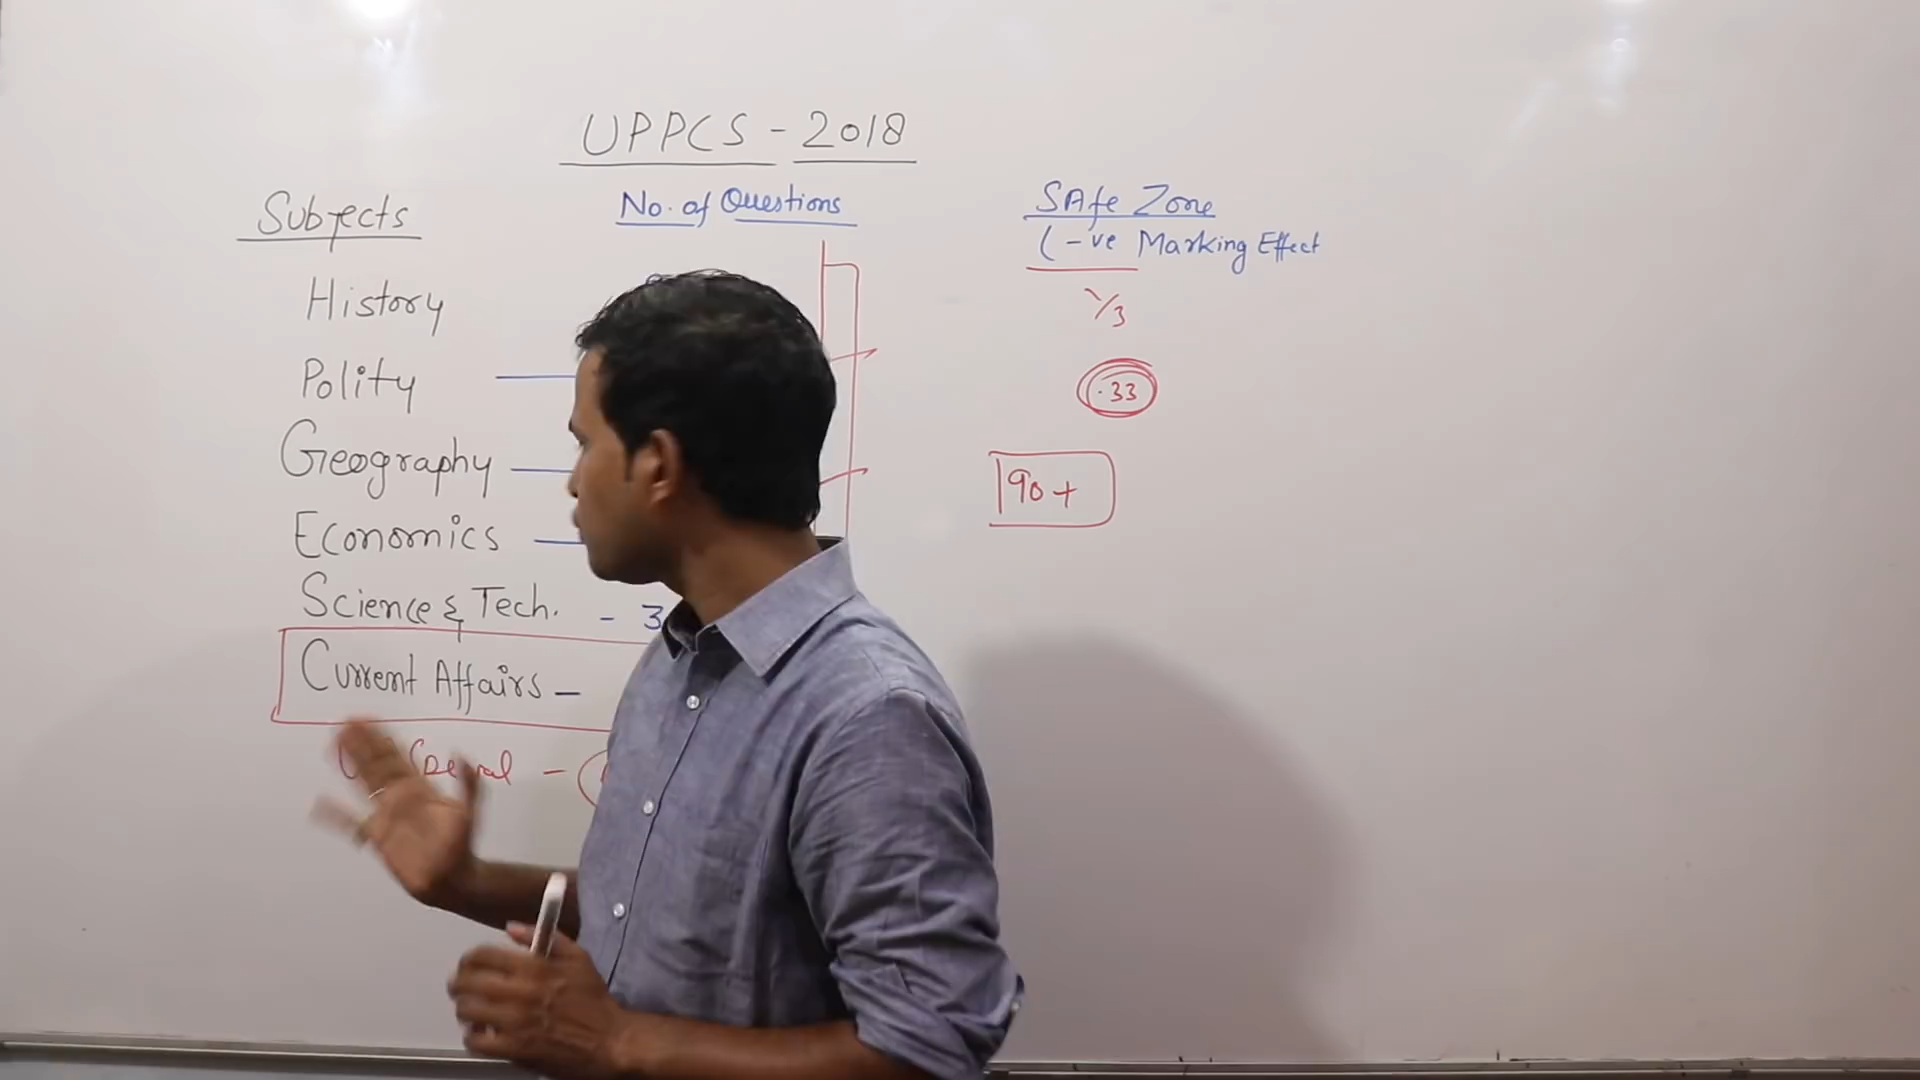 UPPCS - 2018
Subjects No. of Questions SAfe Zone
(-ve Marking Effect
History
1/3
Polity
.33
Geography
90+
Economics
Science & Tech. - 3
Current Affairs -